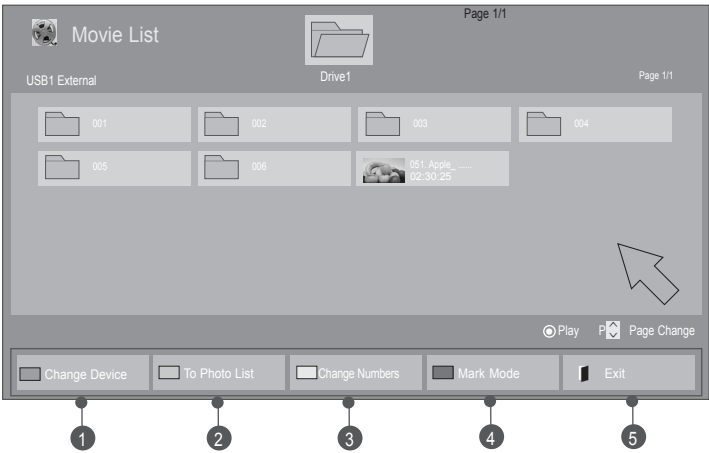 Page 1/1
Movie List
Drive1
USB1 External
Page 1/1
001
002
003
004
005
006
051. Apple_ ......
02:30:25
Play
P
Page Change
Change Device
To Photo List
Change Numbers
Mark Mode
Exit
1
2
3
4
5